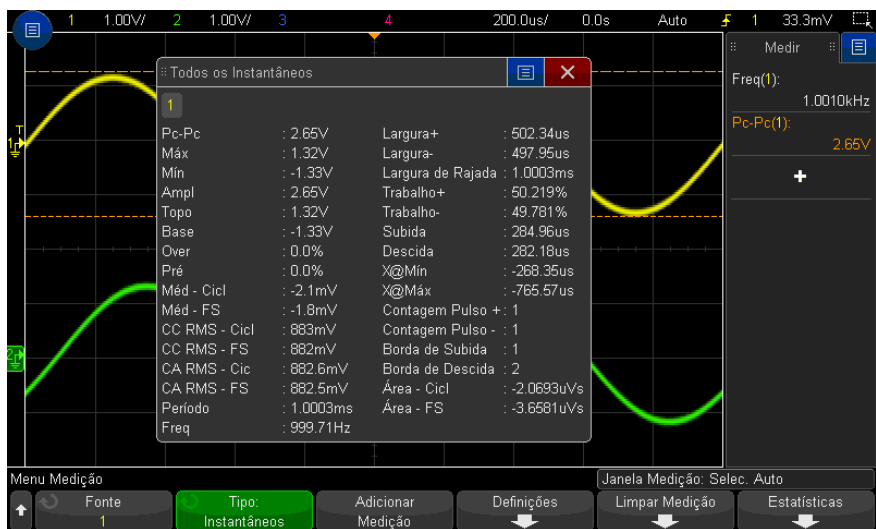 1 1.00V/ 2 1.00V/ 3 4 200.0us/ 0.0s Auto 1 33.3mV
Todos os Instantâneos
1
Pc-Pc : 2.65V Largura+ : 502.34us
Máx : 1.32V Largura- : 497.95us
Mín : -1.33V Largura de Rajada : 1.0003ms
Ampl : 2.65V Trabalho+ : 50.219%
Topo : 1.32V Trabalho- : 49.781%
Base : -1.33V Subida : 284.96us
Over : 0.0% Descida : 282.18us
Pré : 0.0% X@Mín : -268.35us
Méd - Cicl : -2.1mV X@Máx : -765.57us
Méd - FS : -1.8mV Contagem Pulso + : 1
CC RMS - Cicl : 883mV Contagem Pulso - : 1
CC RMS - FS : 882mV Borda de Subida : 1
CA RMS - Cic : 882.6mV Borda de Descida : 2
CA RMS - FS : 882.5mV Área - Cicl : -2.0693uVs
Período : 1.0003ms Área - FS : -3.6581uVs
Freq : 999.71Hz
Medir
Freq(1):
1.0010kHz
Pc-Pc(1):
2.65V
+
T
1
2
Menu Medição
Janela Medição: Selec. Auto
Fonte
1
Tipo:
Instantâneos
Adicionar
Medição
Definições
Limpar Medição
Estatísticas